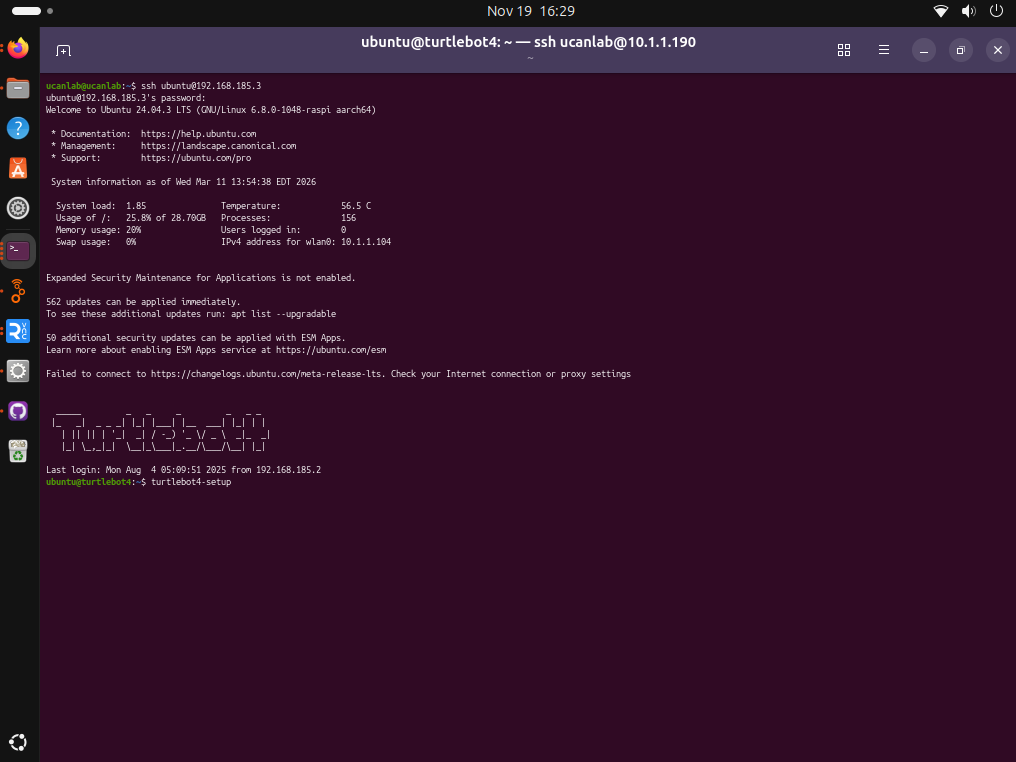 Nov 19 16:29
ubuntu@turtlebot4: ~ — ssh ucanlab@10.1.1.190
~
ucanlab@ucanlab:~$ ssh ubuntu@192.168.185.3
ubuntu@192.168.185.3's password:
Welcome to Ubuntu 24.04.3 LTS (GNU/Linux 6.8.0-1048-raspi aarch64)
* Documentation: https://help.ubuntu.com
* Management: https://landscape.canonical.com
* Support: https://ubuntu.com/pro
System information as of Wed Mar 11 13:54:38 EDT 2026
System load: 1.85 Temperature: 56.5 C
Usage of /: 25.8% of 28.70GB Processes: 156
Memory usage: 20% Users logged in: 0
Swap usage: 0% IPv4 address for wlan0: 10.1.1.104
Expanded Security Maintenance for Applications is not enabled.
562 updates can be applied immediately.
To see these additional updates run: apt list --upgradable
50 additional security updates can be applied with ESM Apps.
Learn more about enabling ESM Apps service at https://ubuntu.com/esm
Failed to connect to https://changelogs.ubuntu.com/meta-release-lts. Check your Internet connection or proxy settings
Turtlebot4
Last login: Mon Aug 4 05:09:51 2025 from 192.168.185.2
ubuntu@turtlebot4:~$ turtlebot4-setup